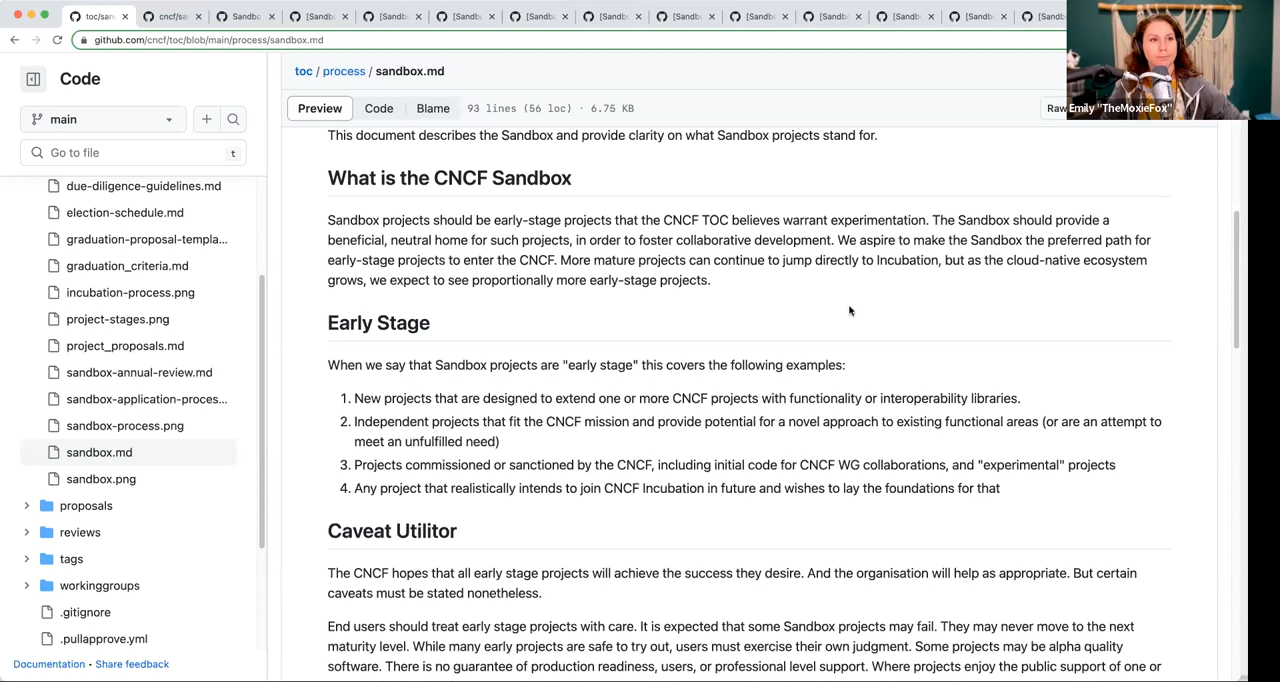 toc/san
cncf/sa
Sandbo
[Sandb
[Sandb
[Sandb
[Sandb
[Sandb
[Sandb
[Sandb
[Sandb
[Sandb
[Sandb
[Sandb
github.com/cncf/toc/blob/main/process/sandbox.md
Emily "TheMoxieFox"
Code
main
Go to file
t
due-diligence-guidelines.md
election-schedule.md
graduation-proposal-templa...
graduation_criteria.md
incubation-process.png
project-stages.png
project_proposals.md
sandbox-annual-review.md
sandbox-application-proces...
sandbox-process.png
sandbox.md
sandbox.png
proposals
reviews
tags
workinggroups
.gitignore
.pullapprove.yml
Documentation • Share feedback
toc / process / sandbox.md
Preview Code Blame 93 lines (56 loc) · 6.75 KB Raw
This document describes the Sandbox and provide clarity on what Sandbox projects stand for.
What is the CNCF Sandbox
Sandbox projects should be early-stage projects that the CNCF TOC believes warrant experimentation. The Sandbox should provide a
beneficial, neutral home for such projects, in order to foster collaborative development. We aspire to make the Sandbox the preferred path for
early-stage projects to enter the CNCF. More mature projects can continue to jump directly to Incubation, but as the cloud-native ecosystem
grows, we expect to see proportionally more early-stage projects.
Early Stage
When we say that Sandbox projects are "early stage" this covers the following examples:
1. New projects that are designed to extend one or more CNCF projects with functionality or interoperability libraries.
2. Independent projects that fit the CNCF mission and provide potential for a novel approach to existing functional areas (or are an attempt to
meet an unfulfilled need)
3. Projects commissioned or sanctioned by the CNCF, including initial code for CNCF WG collaborations, and "experimental" projects
4. Any project that realistically intends to join CNCF Incubation in future and wishes to lay the foundations for that
Caveat Utilitor
The CNCF hopes that all early stage projects will achieve the success they desire. And the organisation will help as appropriate. But certain
caveats must be stated nonetheless.
End users should treat early stage projects with care. It is expected that some Sandbox projects may fail. They may never move to the next
maturity level. While many early projects are safe to try out, users must exercise their own judgment. Some projects may be alpha quality
software. There is no guarantee of production readiness, users, or professional level support. Where projects enjoy the public support of one or